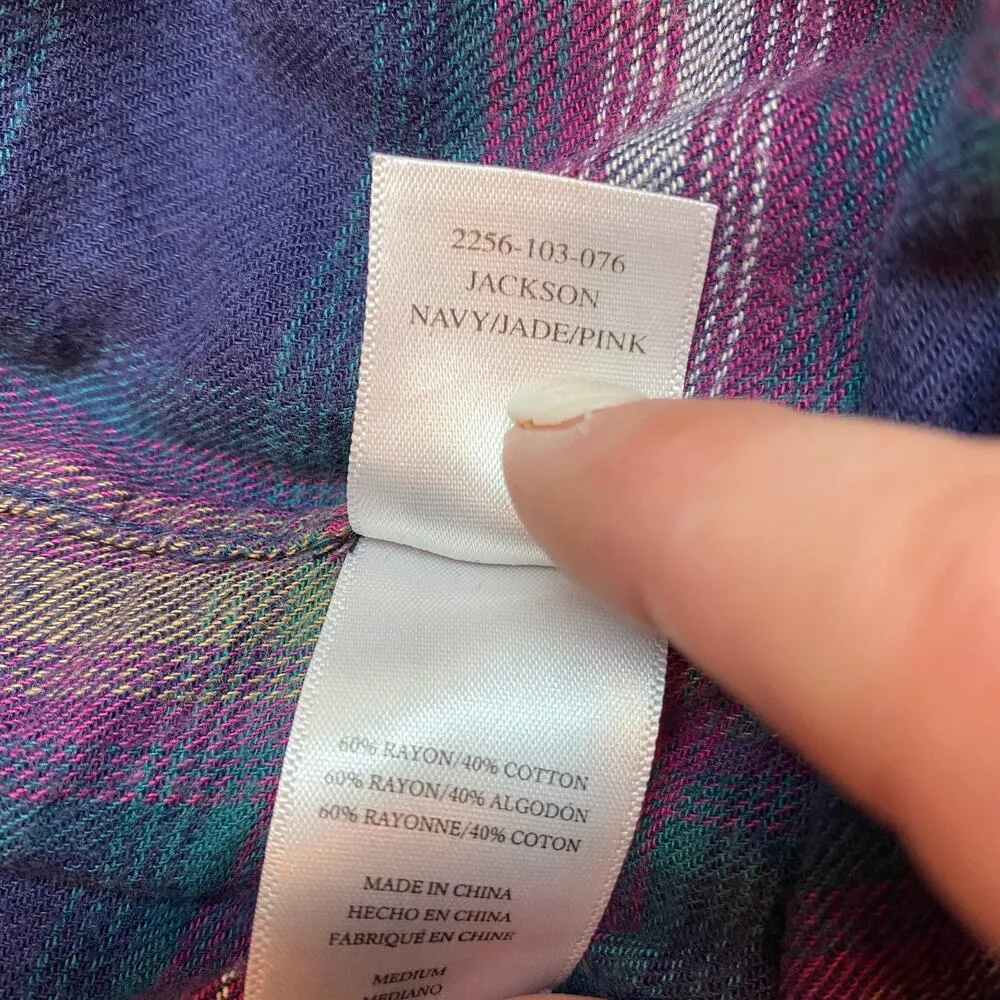 2256-103-076
JACKSON
NAVY/JADE/PINK
60% RAYON/40% COTTON
60% RAYON/40% ALGODÓN
60% RAYONNE/40% COTON
MADE IN CHINA
HECHO EN CHINA
FABRIQUÉ EN CHINE
MEDIUM
MEDIANO